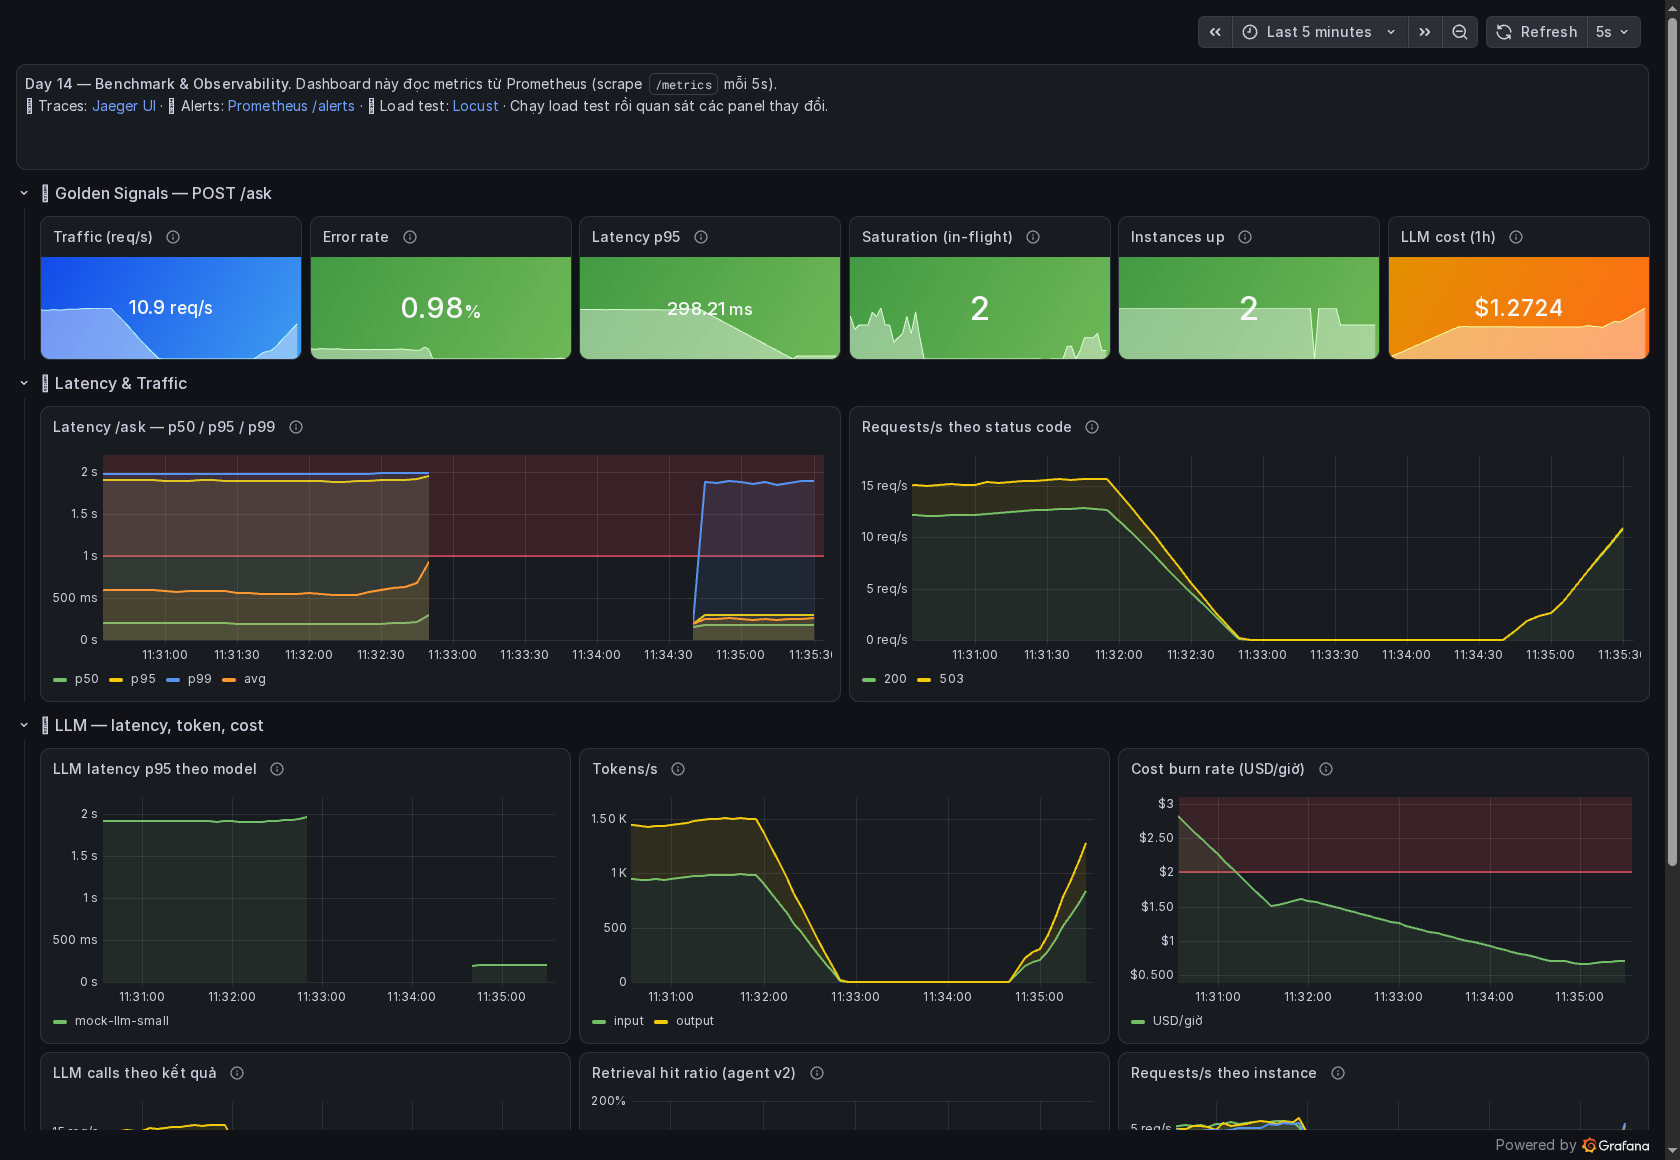 Last 5 minutes
Refresh
5s
Day 14 — Benchmark & Observability. Dashboard này đọc metrics từ Prometheus (scrape /metrics mỗi 5s).
Traces: Jaeger UI · Alerts: Prometheus /alerts · Load test: Locust · Chạy load test rồi quan sát các panel thay đổi.
Golden Signals — POST /ask
Traffic (req/s)
10.9 req/s
Error rate
0.98%
Latency p95
298.21 ms
Saturation (in-flight)
2
Instances up
2
LLM cost (1h)
$1.2724
Latency & Traffic
Latency /ask — p50 / p95 / p99
2 s
1.5 s
1 s
500 ms
0 s
11:31:00 11:31:30 11:32:00 11:32:30 11:33:00 11:33:30 11:34:00 11:34:30 11:35:00 11:35:3
p50 p95 p99 avg
Requests/s theo status code
15 req/s
10 req/s
5 req/s
0 req/s
11:31:00 11:31:30 11:32:00 11:32:30 11:33:00 11:33:30 11:34:00 11:34:30 11:35:00 11:35:3
200 503
LLM — latency, token, cost
LLM latency p95 theo model
2 s
1.5 s
1 s
500 ms
0 s
11:31:00 11:32:00 11:33:00 11:34:00 11:35:00
mock-llm-small
Tokens/s
1.50 K
1 K
500
0
11:31:00 11:32:00 11:33:00 11:34:00 11:35:00
input output
Cost burn rate (USD/giờ)
$3
$2.50
$2
$1.50
$1
$0.500
11:31:00 11:32:00 11:33:00 11:34:00 11:35:00
USD/giờ
LLM calls theo kết quả
15 req/s
Retrieval hit ratio (agent v2)
200%
Requests/s theo instance
5 req/s
Powered by Grafana